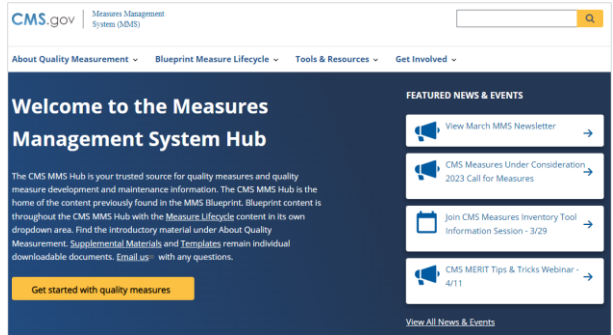 CMS.gov
Measures Management
System (MMS)
About Quality Measurement
Blueprint Measure Lifecycle
Tools & Resources
Get Involved
Welcome to the Measures
Management System Hub
The CMS MMS Hub is your trusted source for quality measures and quality
measure development and maintenance information. The CMS MMS Hub is the
home of the content previously found in the MMS Blueprint. Blueprint content is
throughout the CMS MMS Hub with the Measure Lifecycle content in its own
dropdown area. Find the introductory material under About Quality
Measurement. Supplemental Materials and Templates remain individual
downloadable documents. Email us with any questions.
Get started with quality measures
FEATURED NEWS & EVENTS
View March MMS Newsletter
CMS Measures Under Consideration
2023 Call for Measures
Join CMS Measures Inventory Tool
Information Session - 3/29
CMS MERIT Tips & Tricks Webinar -
4/11
View All News & Events